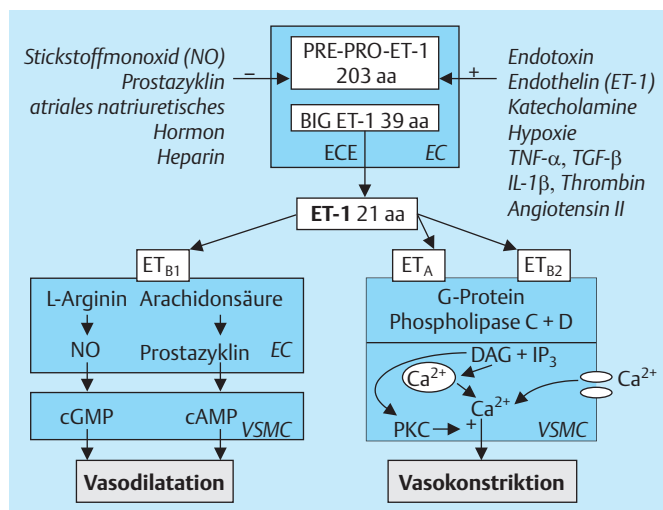 Stickstoffmonoxid (NO)
Prostazyklin
atriales natriuretisches
Hormon
Heparin
–
PRE-PRO-ET-1
203 aa
BIG ET-1 39 aa
ECE
EC
+
Endotoxin
Endothelin (ET-1)
Katecholamine
Hypoxie
TNF-α, TGF-β
IL-1β, Thrombin
Angiotensin II
ET-1 21 aa
ETB1
L-Arginin Arachidonsäure
NO Prostazyklin EC
cGMP cAMP VSMC
Vasodilatation
ETA ETB2
G-Protein
Phospholipase C + D
DAG + IP3
Ca2+ Ca2+
Ca2+
PKC + VSMC
Vasokonstriktion